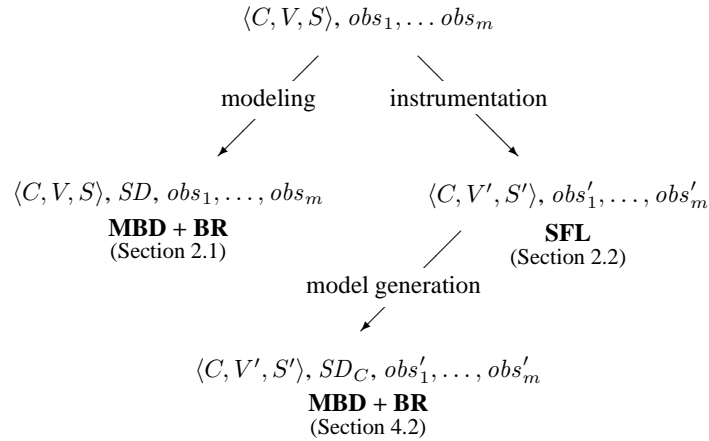 ⟨C, V, S⟩, obs₁, … obsₘ
modeling instrumentation
⟨C, V, S⟩, SD, obs₁, …, obsₘ ⟨C, V′, S′⟩, obs′₁, …, obs′ₘ
MBD + BR SFL
(Section 2.1) (Section 2.2)
model generation
⟨C, V′, S′⟩, SD_C, obs′₁, …, obs′ₘ
MBD + BR
(Section 4.2)